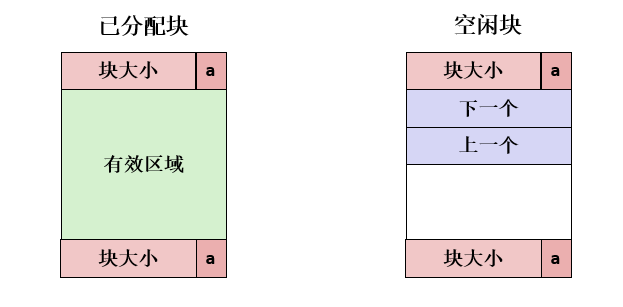 已分配块
块大小 a
有效区域
块大小 a
空闲块
块大小 a
下一个
上一个
块大小 a